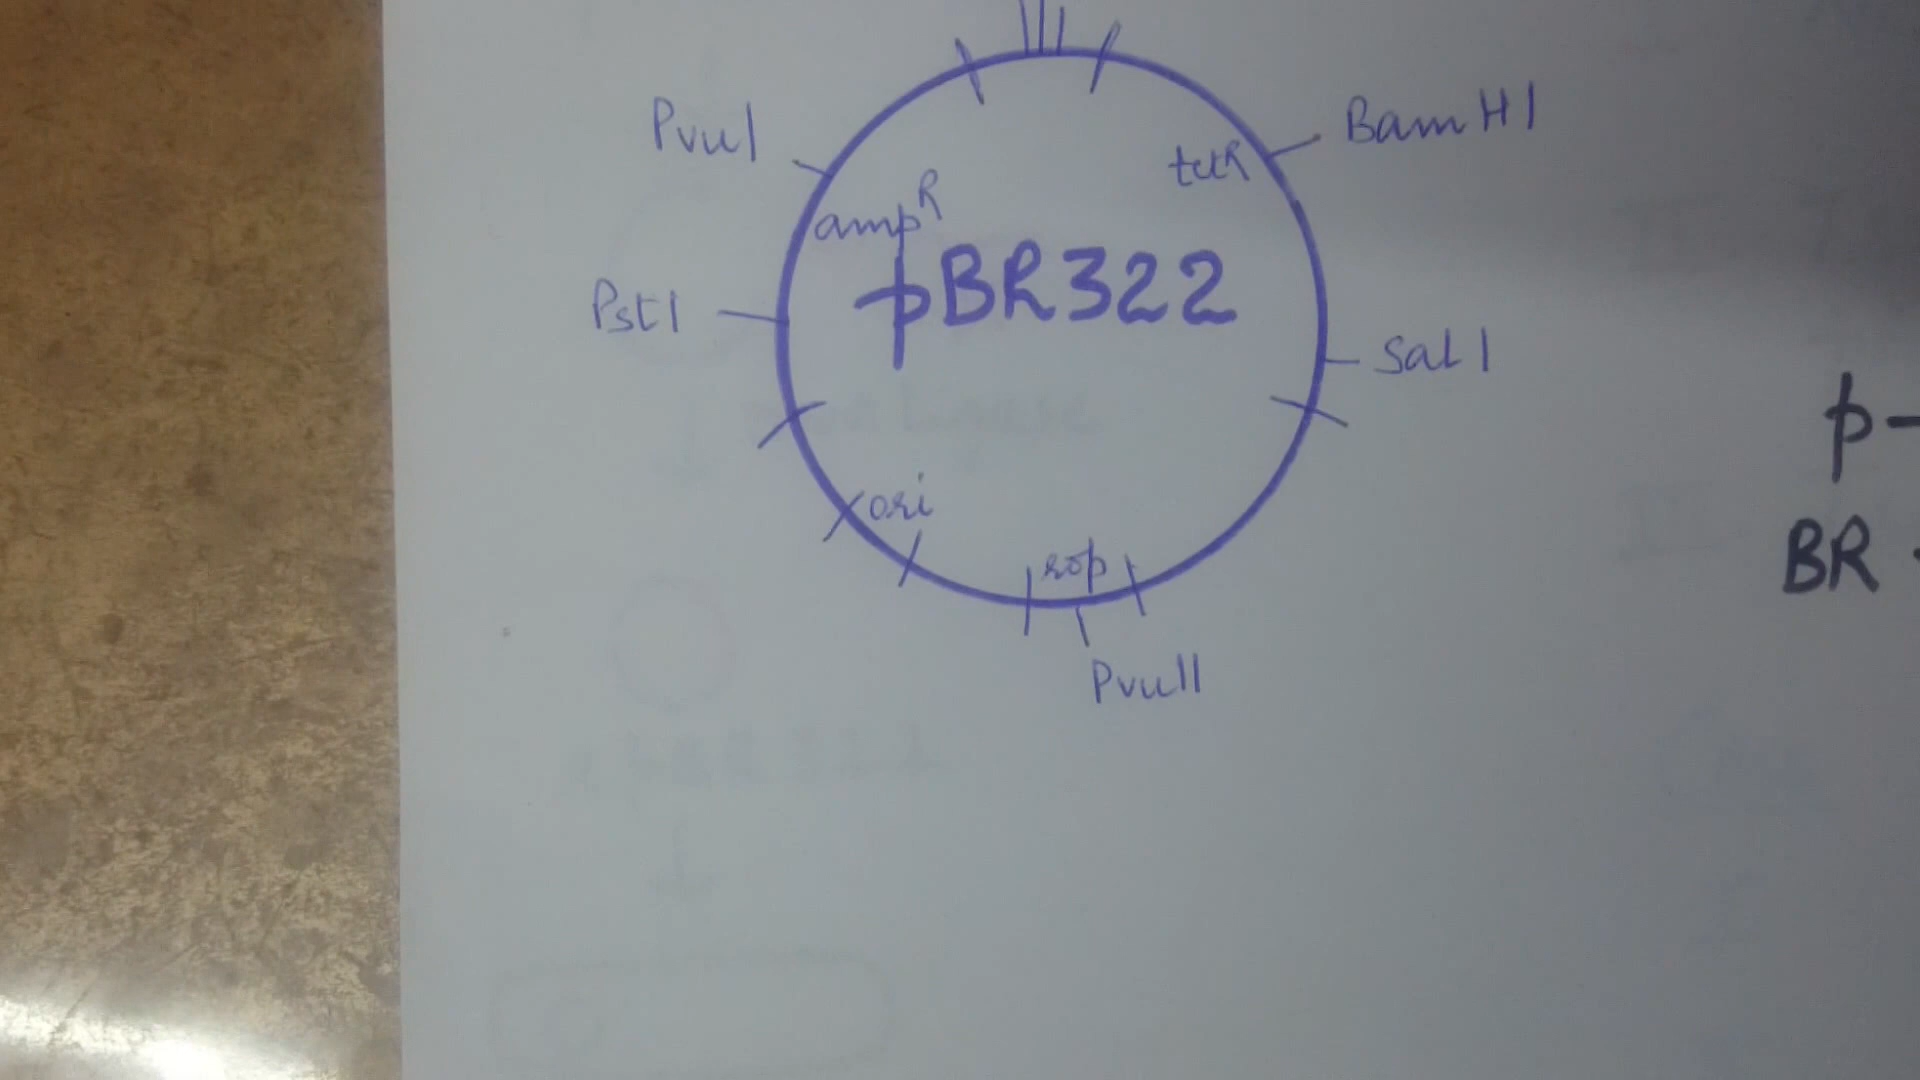 PvuI
BamHI
tetR
ampR
pBR322
PstI
SalI
p-
BR -
ori
rop
PvuII